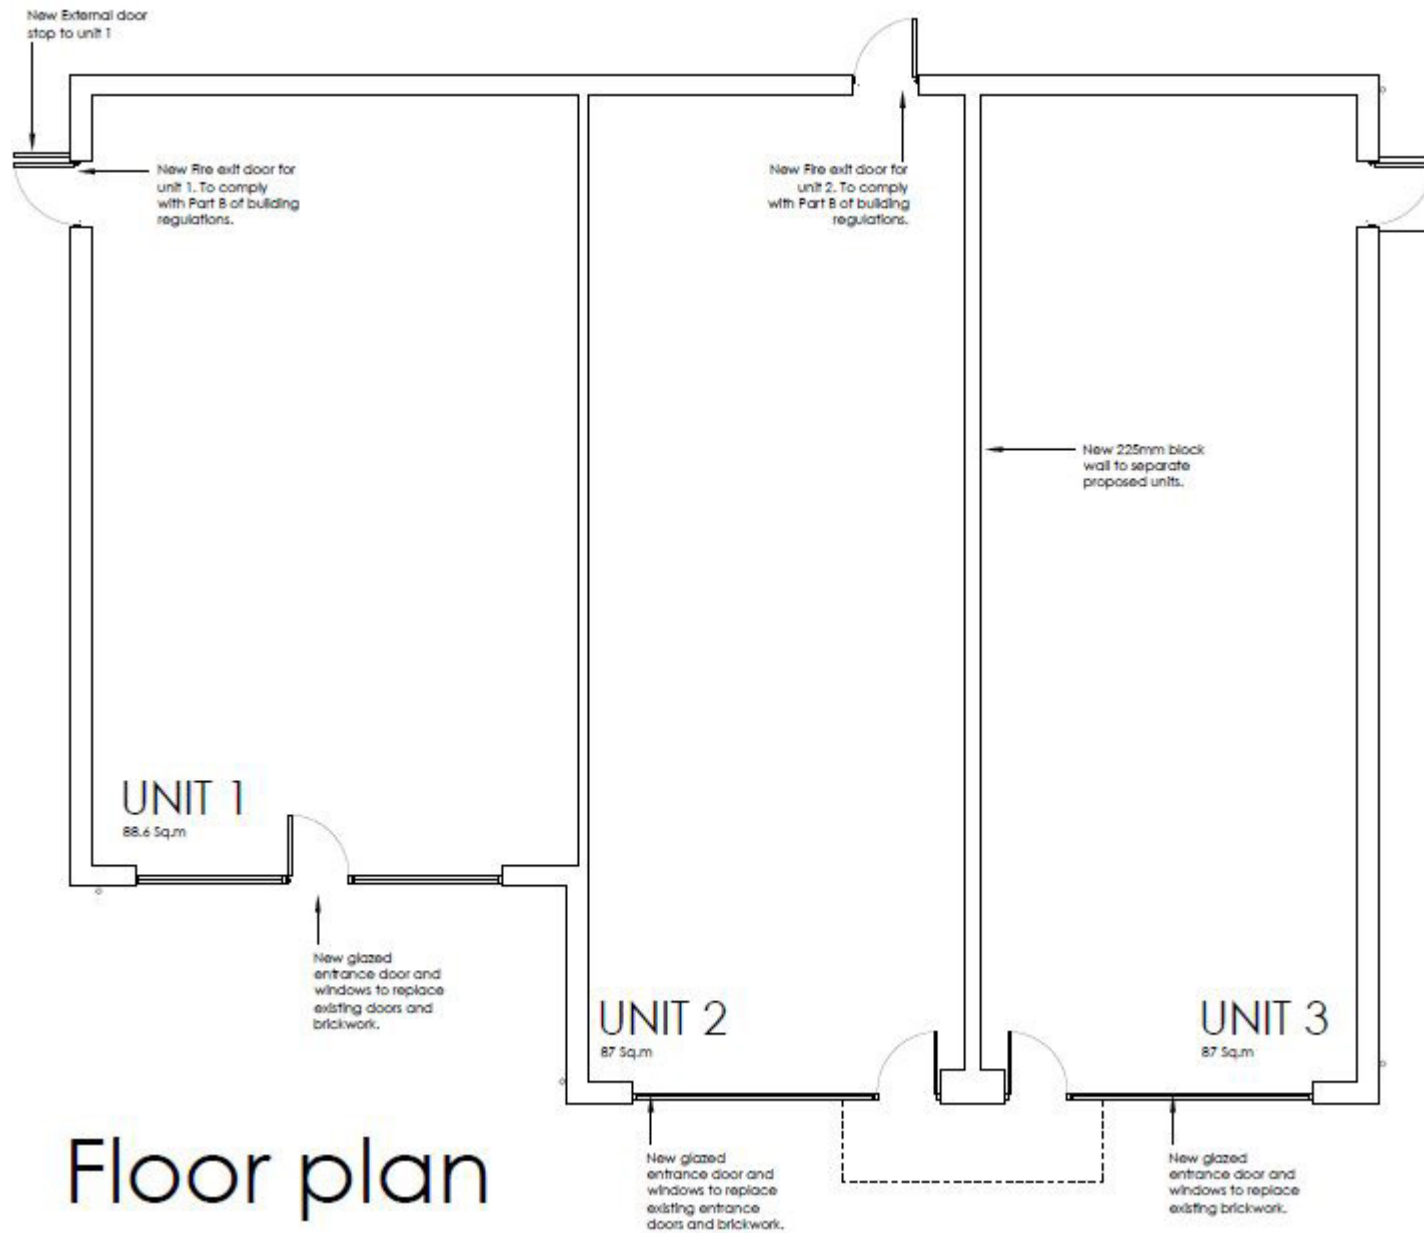 New External door
stop to unit 1
New Fire exit door for
unit 1. To comply
with Part B of building
regulations.
New Fire exit door for
unit 2. To comply
with Part B of building
regulations.
New 225mm block
wall to separate
proposed units.
UNIT 1
88.6 Sq.m
New glazed
entrance door and
windows to replace
existing doors and
brickwork.
UNIT 2
87 Sq.m
UNIT 3
87 Sq.m
Floor plan
New glazed
entrance door and
windows to replace
existing entrance
doors and brickwork.
New glazed
entrance door and
windows to replace
existing brickwork.